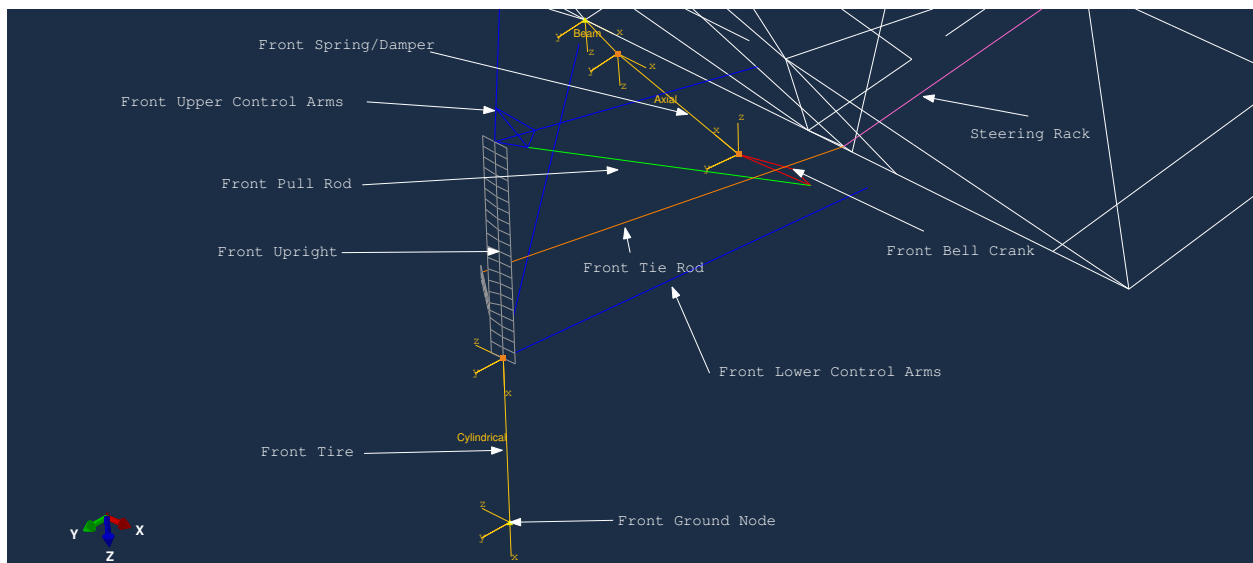 x
y
Beam
z
x
Front Spring/Damper
y
z
x
Axial
Front Upper Control Arms
z
x
y
Steering Rack
Front Pull Rod
Front Upright
Front Bell Crank
Front Tie Rod
z
y
x
Front Lower Control Arms
Cylindrical
Front Tire
z
y
x
Front Ground Node
Y
X
Z